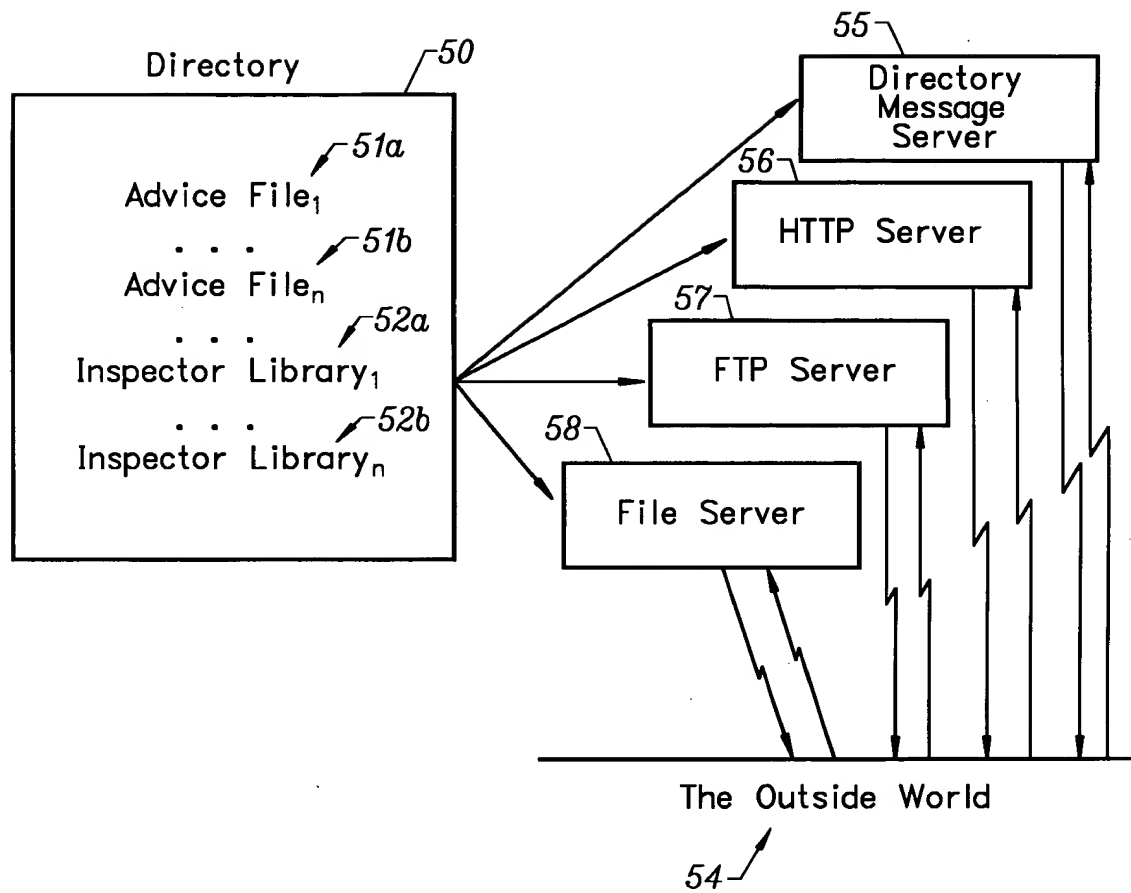 Directory
50
51a
Advice File₁
. . .
51b
Advice Fileₙ
. . .
52a
Inspector Library₁
. . .
52b
Inspector Libraryₙ
55
Directory
Message
Server
56
HTTP Server
57
FTP Server
58
File Server
The Outside World
54